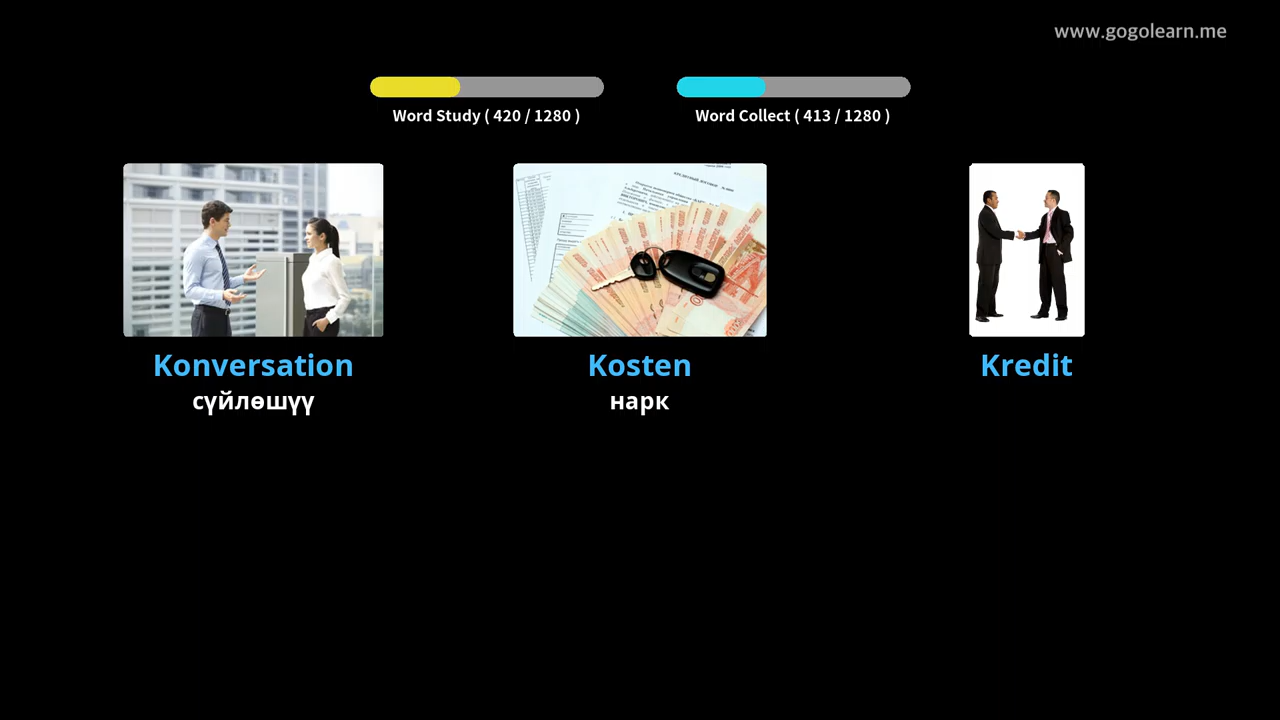 www.gogolearn.me
Word Study ( 420 / 1280 )
Word Collect ( 413 / 1280 )
Konversation
сүйлөшүү
Kosten
нарк
Kredit